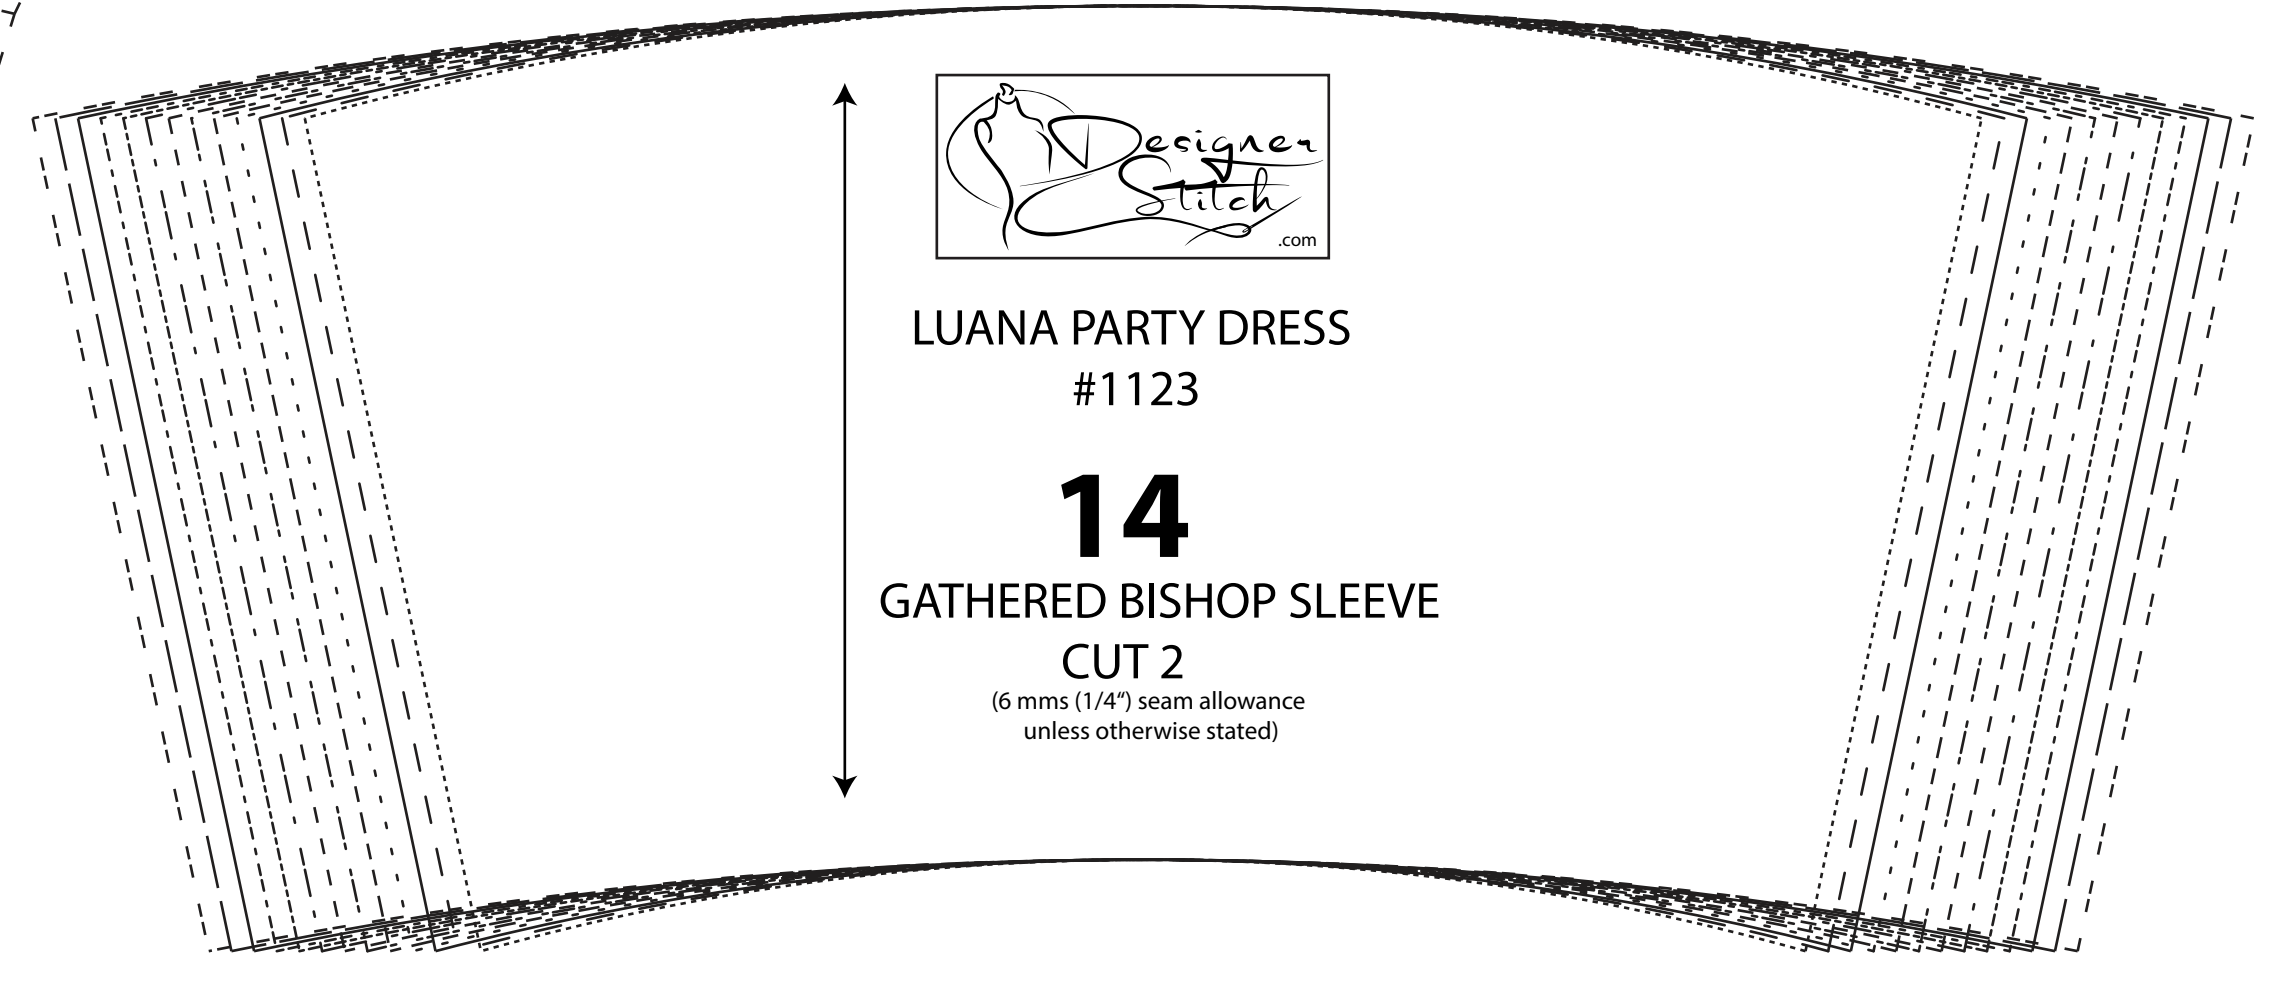 Designer
Stitch
.com
LUANA PARTY DRESS
#1123
14
GATHERED BISHOP SLEEVE
CUT 2
(6 mms (1/4“) seam allowance
unless otherwise stated)